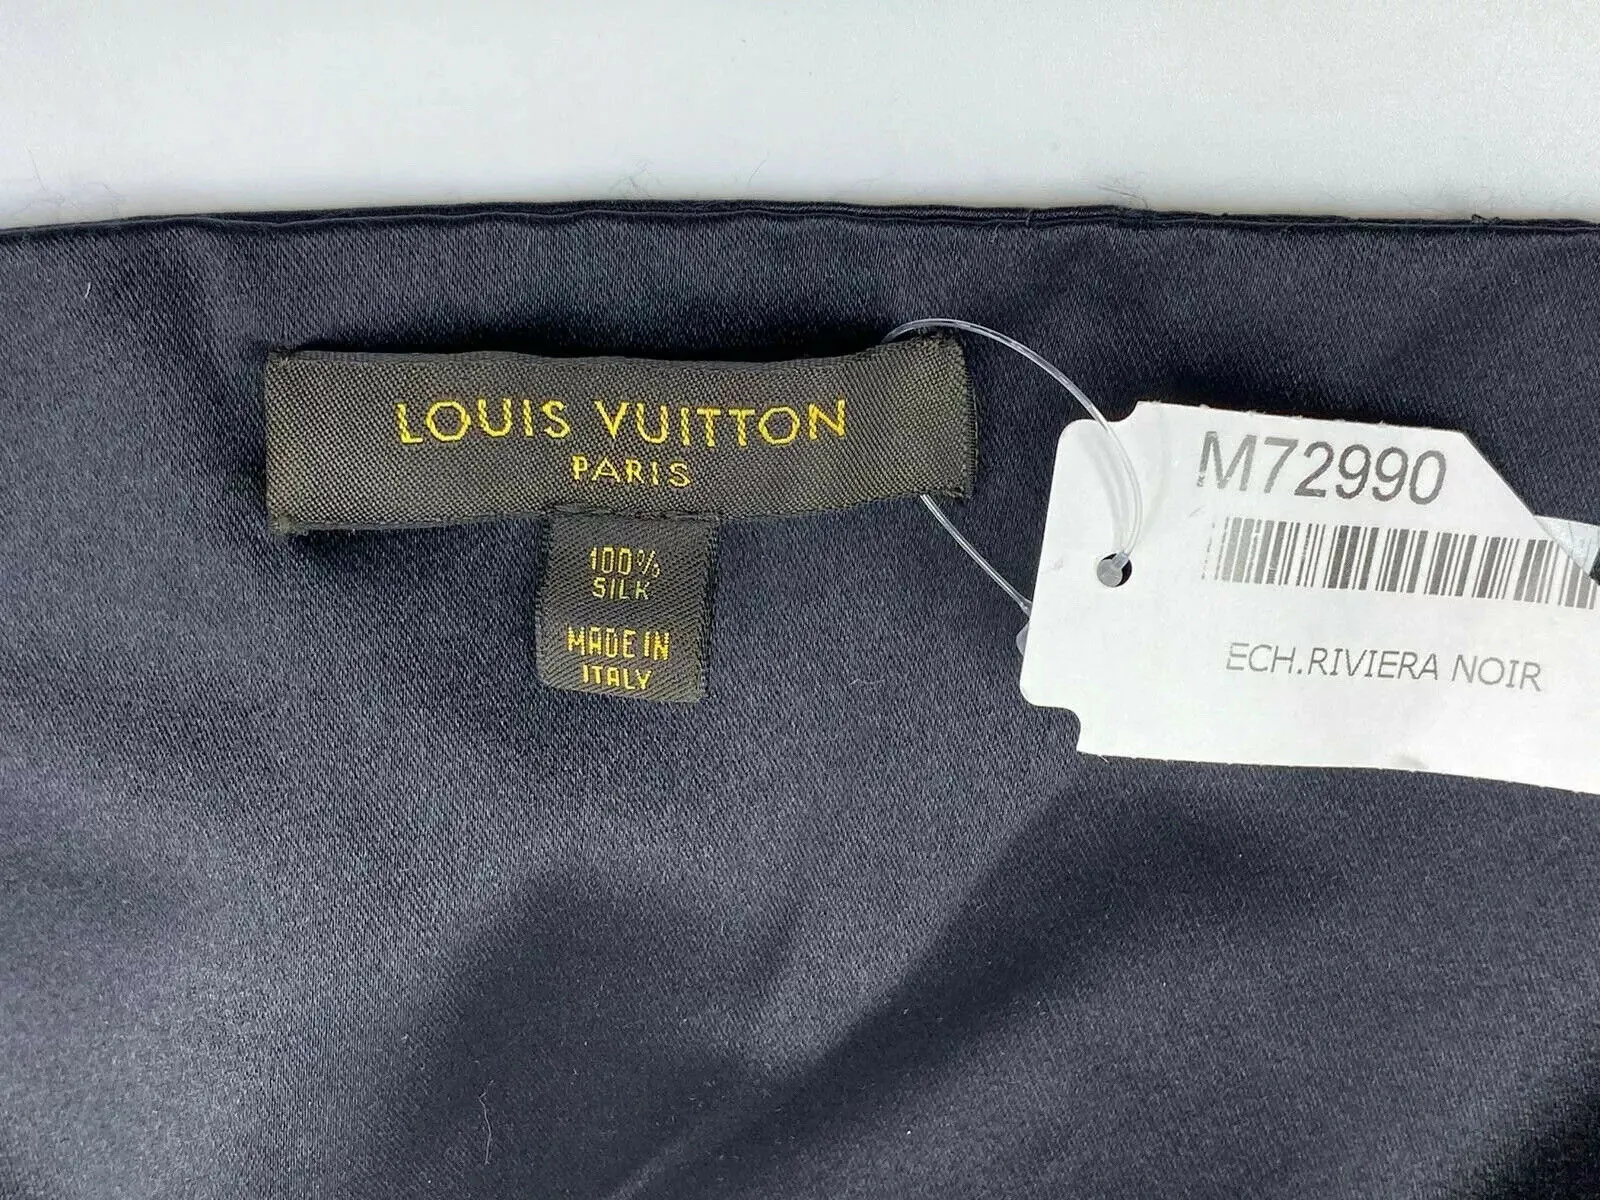 LOUIS VUITTON
PARIS
100%
SILK
MADE IN
ITALY
M72990
ECH.RIVIERA NOIR